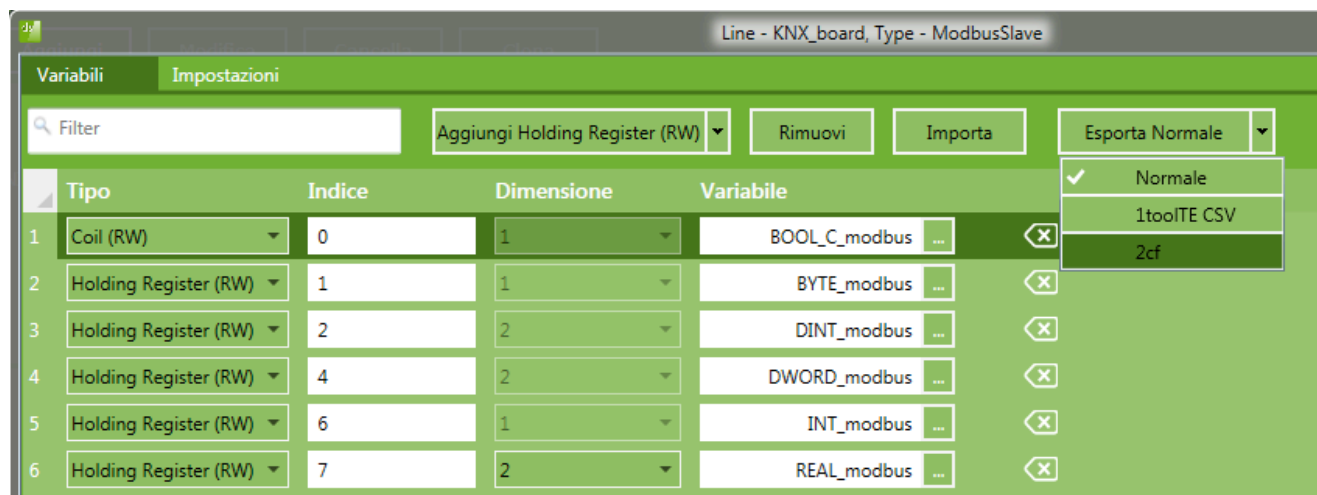 Line - KNX_board, Type - ModbusSlave
Variabili Impostazioni
Filter Aggiungi Holding Register (RW) Rimuovi Importa Esporta Normale
Normale
1toolTE CSV
2cf
Tipo Indice Dimensione Variabile
1 Coil (RW) 0 1 BOOL_C_modbus ...
2 Holding Register (RW) 1 1 BYTE_modbus ...
3 Holding Register (RW) 2 2 DINT_modbus ...
4 Holding Register (RW) 4 2 DWORD_modbus ...
5 Holding Register (RW) 6 1 INT_modbus ...
6 Holding Register (RW) 7 2 REAL_modbus ...